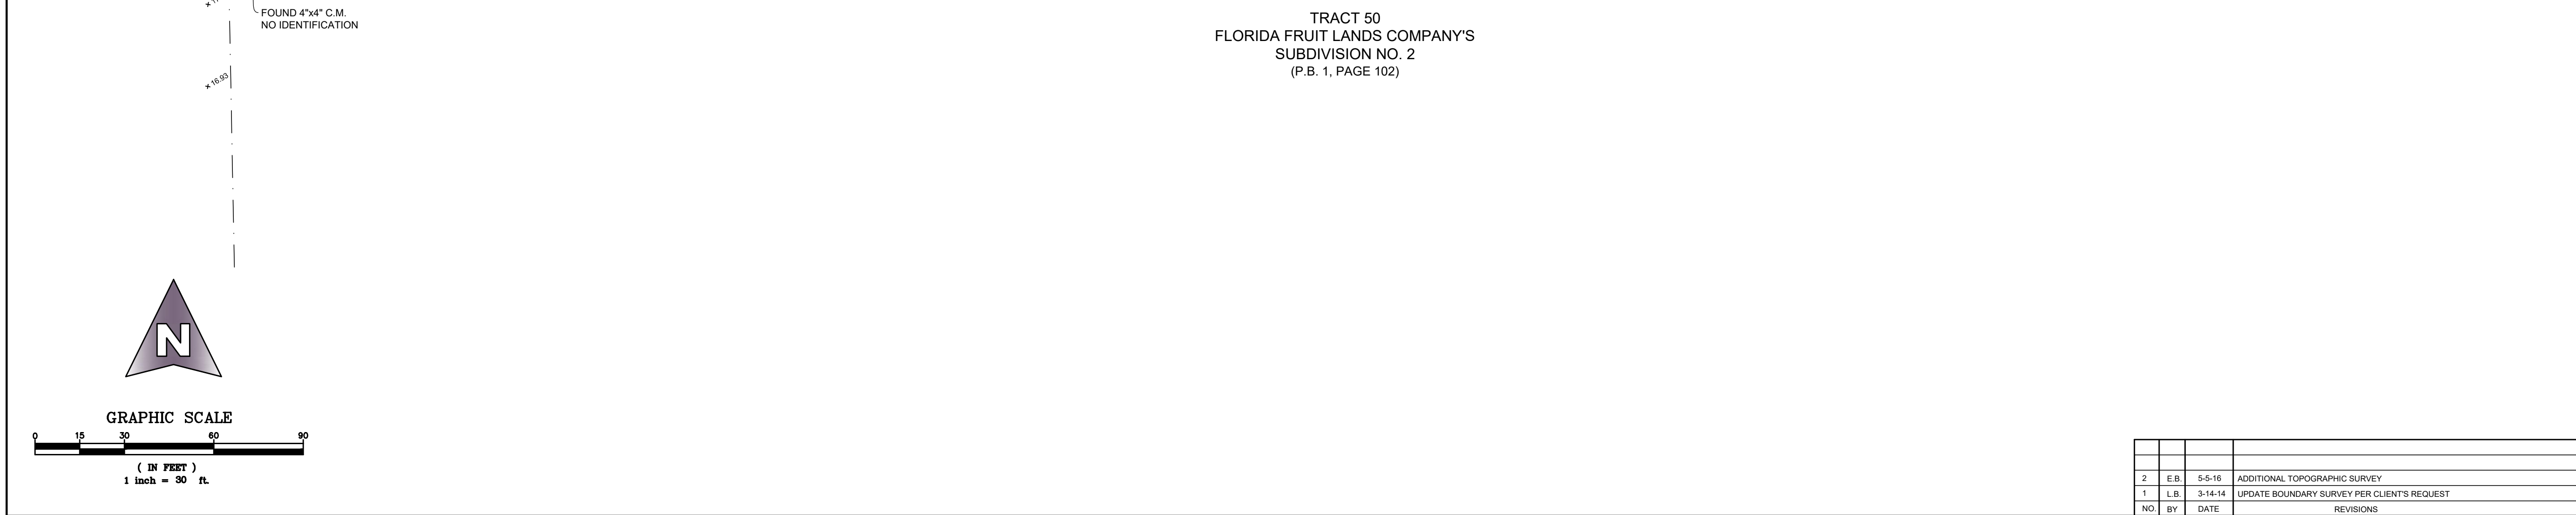 FOUND 4"x4" C.M.
NO IDENTIFICATION
TRACT 50
FLORIDA FRUIT LANDS COMPANY'S
SUBDIVISION NO. 2
(P.B. 1, PAGE 102)
x 16.93
N
GRAPHIC SCALE
0 15 30 60 90
( IN FEET )
1 inch = 30 ft.
2 E.B. 5-5-16 ADDITIONAL TOPOGRAPHIC SURVEY
1 L.B. 3-14-14 UPDATE BOUNDARY SURVEY PER CLIENT'S REQUEST
NO. BY DATE REVISIONS